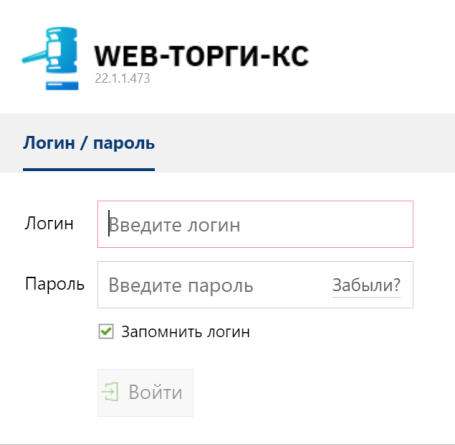 WEB-ТОРГИ-КС
22.1.1.473
Логин / пароль
Логин Введите логин
Пароль Введите пароль Забыли?
Запомнить логин
Войти